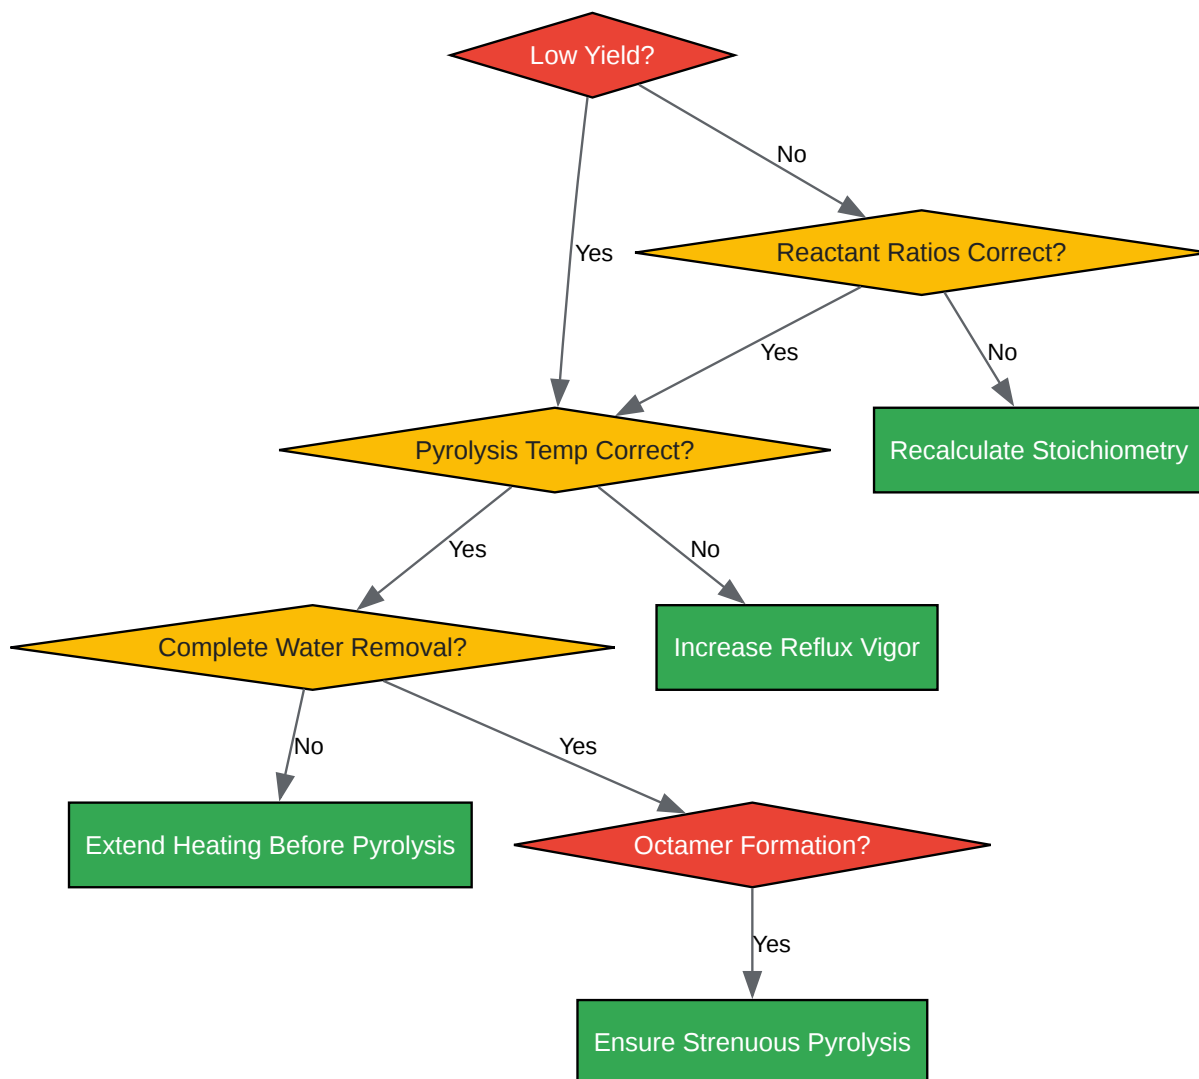 Low Yield?
No
Yes
Reactant Ratios Correct?
Yes
No
Pyrolysis Temp Correct?
Recalculate Stoichiometry
Yes
No
Complete Water Removal?
Increase Reflux Vigor
No
Yes
Extend Heating Before Pyrolysis
Octamer Formation?
Yes
Ensure Strenuous Pyrolysis